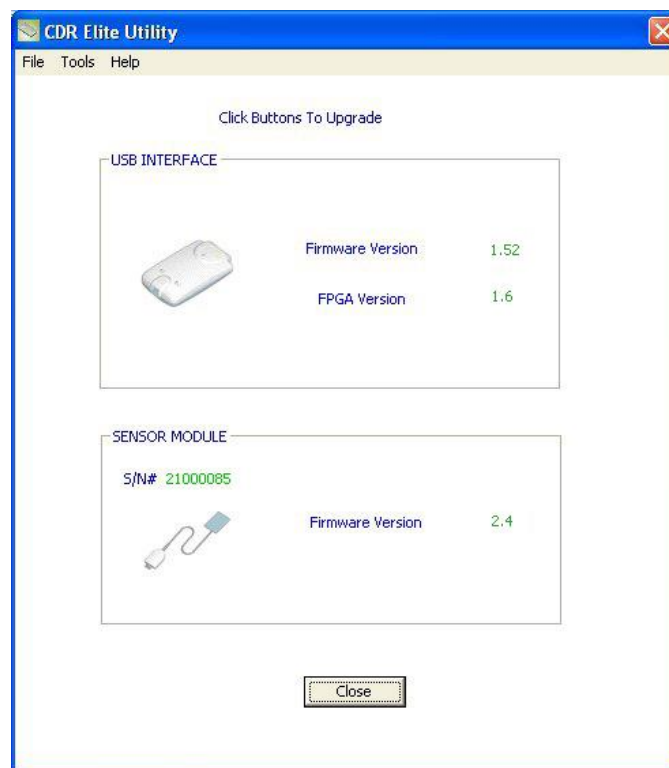 CDR Elite Utility
File Tools Help
Click Buttons To Upgrade
USB INTERFACE
Firmware Version 1.52
FPGA Version 1.6
SENSOR MODULE
S/N# 21000085
Firmware Version 2.4
Close